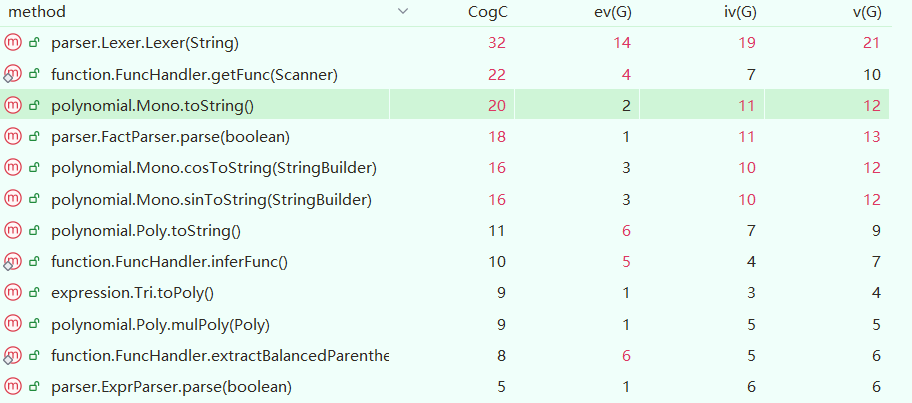 method CogC ev(G) iv(G) v(G)
parser.Lexer.Lexer(String) 32 14 19 21
function.FuncHandler.getFunc(Scanner) 22 4 7 10
polynomial.Mono.toString() 20 2 11 12
parser.FactParser.parse(boolean) 18 1 11 13
polynomial.Mono.cosToString(StringBuilder) 16 3 10 12
polynomial.Mono.sinToString(StringBuilder) 16 3 10 12
polynomial.Poly.toString() 11 6 7 9
function.FuncHandler.inferFunc() 10 5 4 7
expression.Tri.toPoly() 9 1 3 4
polynomial.Poly.mulPoly(Poly) 9 1 5 5
function.FuncHandler.extractBalancedParenthe 8 6 5 6
parser.ExprParser.parse(boolean) 5 1 6 6